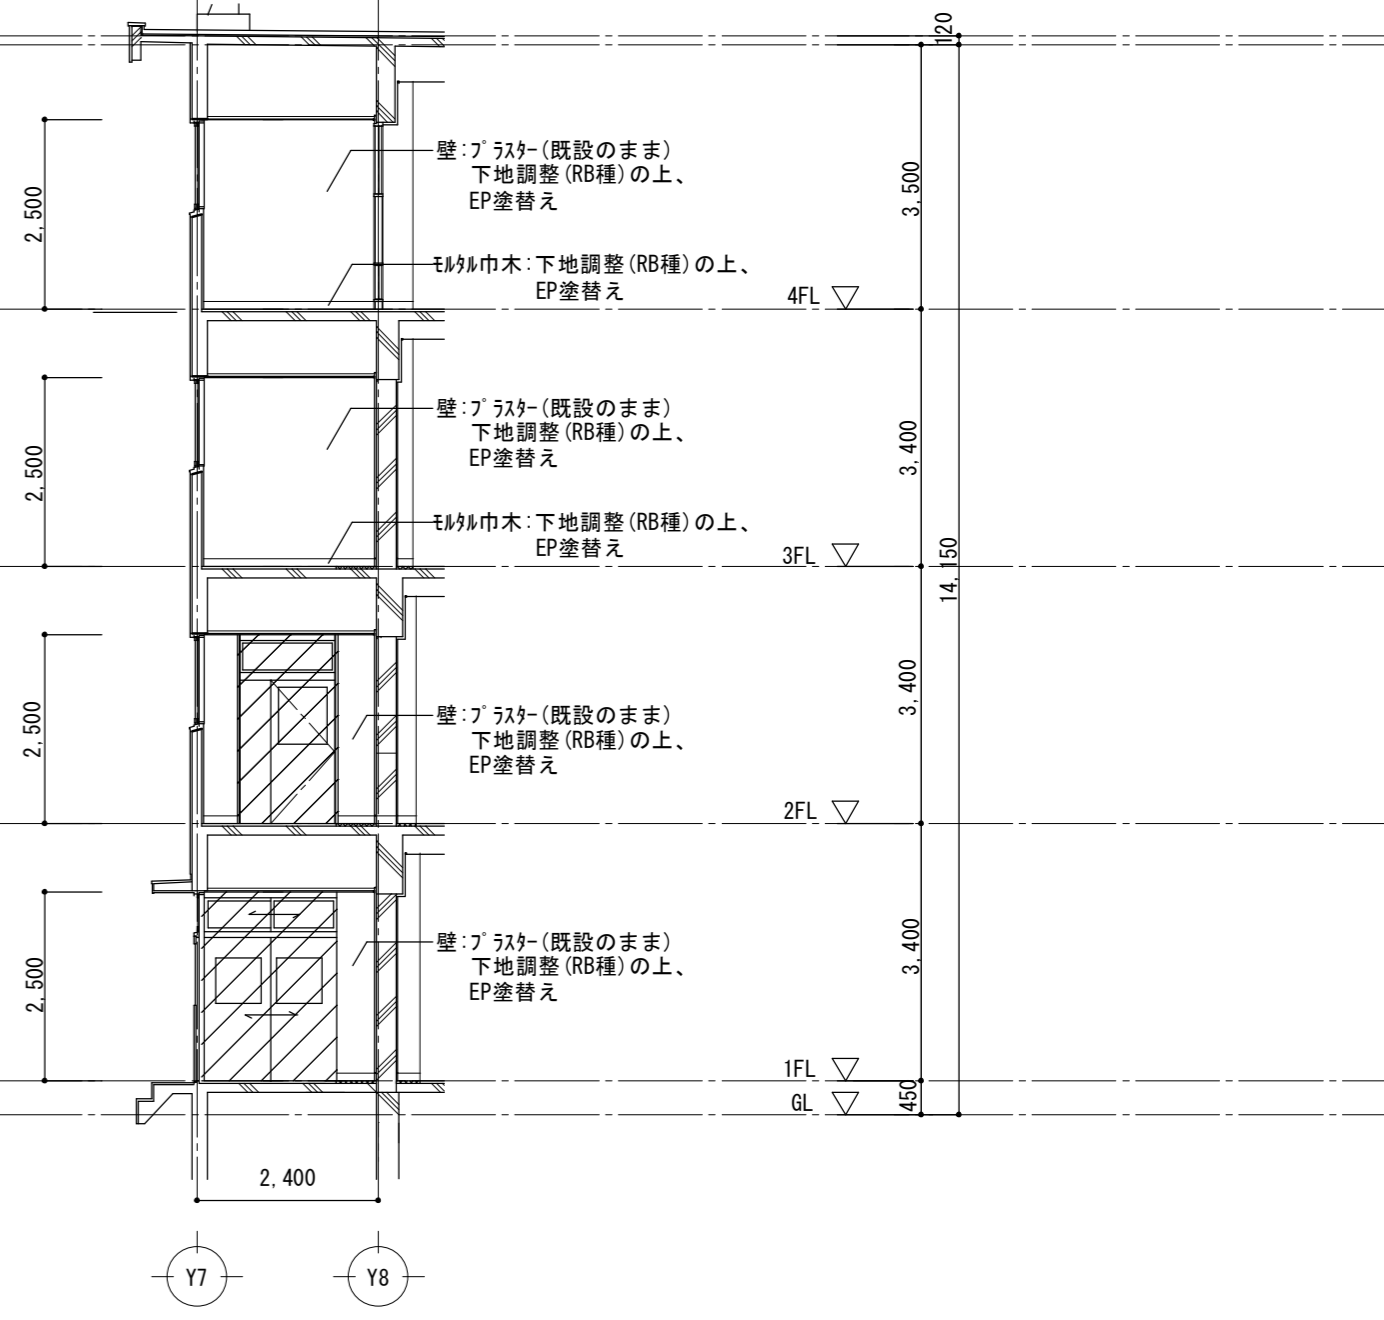 120
壁:プラスター(既設のまま)
下地調整(RB種)の上、
EP塗替え
3,500
2,500
モルタル巾木:下地調整(RB種)の上、
EP塗替え
4FL
壁:プラスター(既設のまま)
下地調整(RB種)の上、
EP塗替え
3,400
2,500
モルタル巾木:下地調整(RB種)の上、
EP塗替え
3FL
14,150
壁:プラスター(既設のまま)
下地調整(RB種)の上、
EP塗替え
3,400
2,500
2FL
壁:プラスター(既設のまま)
下地調整(RB種)の上、
EP塗替え
3,400
2,500
1FL
GL
450
2,400
Y7
Y8